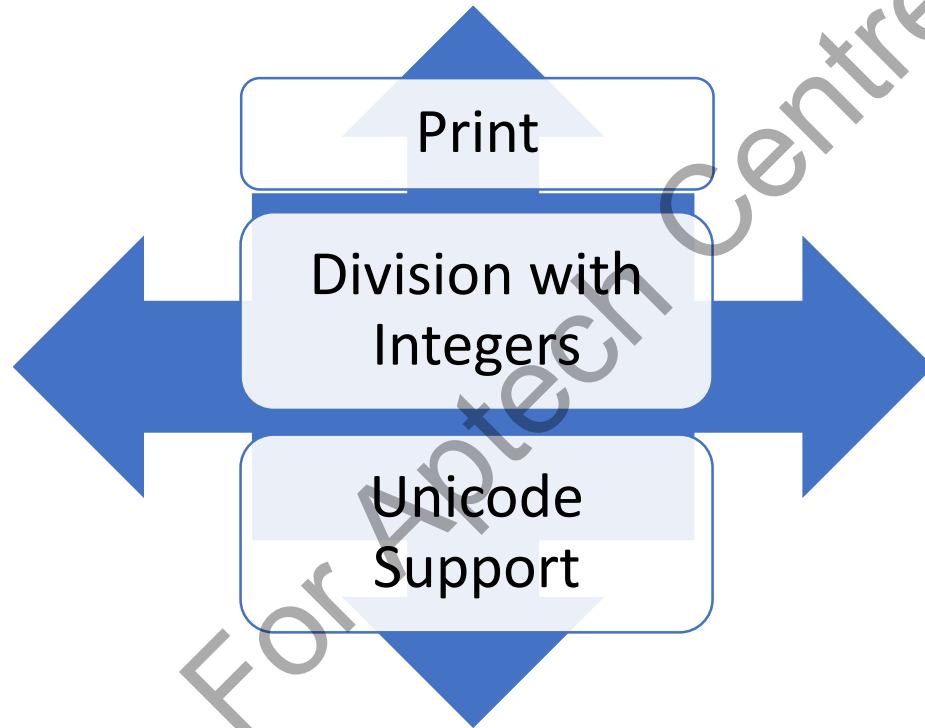 Print
Division with
Integers
Unicode
Support
For Aptech Centre